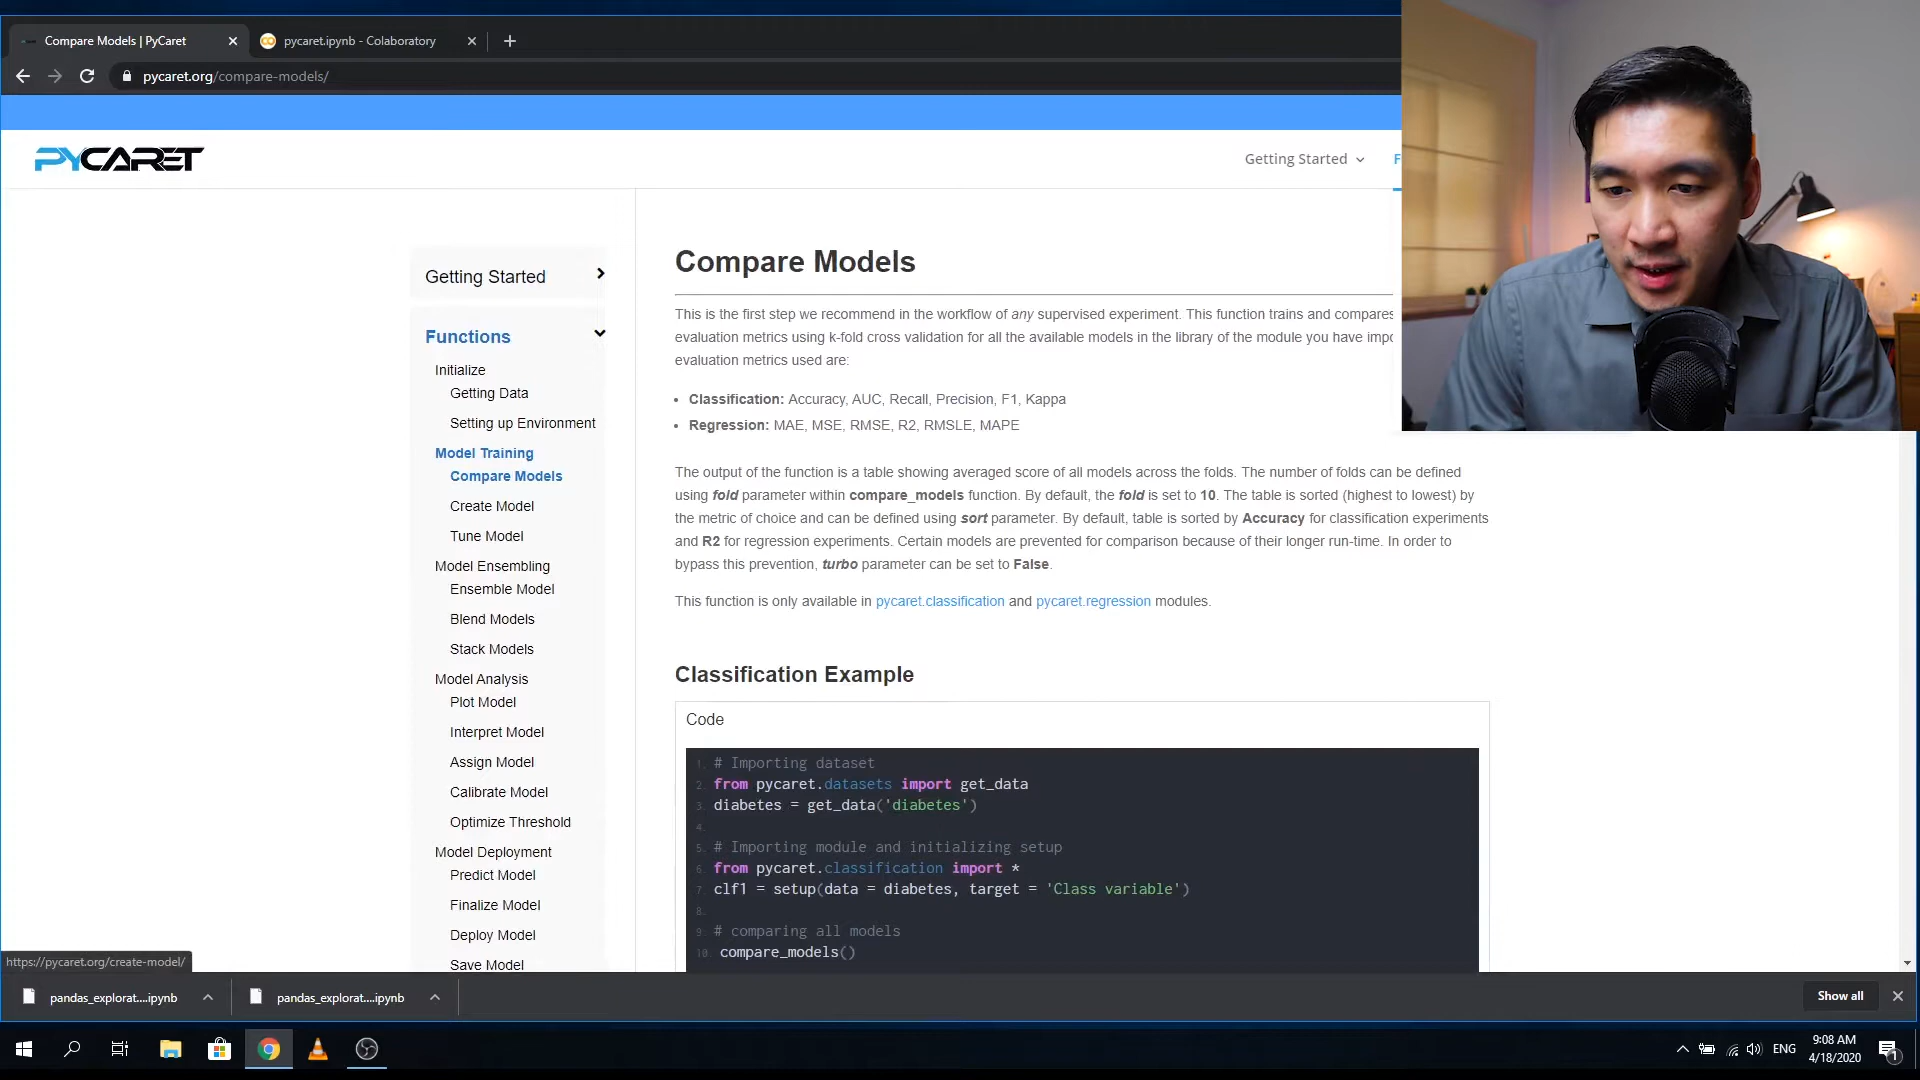 Compare Models | PyCaret
pycaret.ipynb - Colaboratory
pycaret.org/compare-models/
PYCARET
Getting Started
F
Compare Models
Getting Started
This is the first step we recommend in the workflow of any supervised experiment. This function trains and compares
evaluation metrics using k-fold cross validation for all the available models in the library of the module you have impo
evaluation metrics used are:
Functions
Initialize
Getting Data
Setting up Environment
Model Training
Compare Models
Create Model
Tune Model
Model Ensembling
Ensemble Model
Blend Models
Stack Models
Model Analysis
Plot Model
Interpret Model
Assign Model
Calibrate Model
Optimize Threshold
Model Deployment
Predict Model
Finalize Model
Deploy Model
Save Model
• Classification: Accuracy, AUC, Recall, Precision, F1, Kappa
• Regression: MAE, MSE, RMSE, R2, RMSLE, MAPE
The output of the function is a table showing averaged score of all models across the folds. The number of folds can be defined
using fold parameter within compare_models function. By default, the fold is set to 10. The table is sorted (highest to lowest) by
the metric of choice and can be defined using sort parameter. By default, table is sorted by Accuracy for classification experiments
and R2 for regression experiments. Certain models are prevented for comparison because of their longer run-time. In order to
bypass this prevention, turbo parameter can be set to False.
This function is only available in pycaret.classification and pycaret.regression modules.
Classification Example
Code
1. # Importing dataset
2. from pycaret.datasets import get_data
3. diabetes = get_data('diabetes')
4.
5. # Importing module and initializing setup
6. from pycaret.classification import *
7. clf1 = setup(data = diabetes, target = 'Class variable')
8.
9. # comparing all models
10. compare_models()
https://pycaret.org/create-model/
pandas_explorat....ipynb
pandas_explorat....ipynb
Show all
ENG
9:08 AM
4/18/2020
1